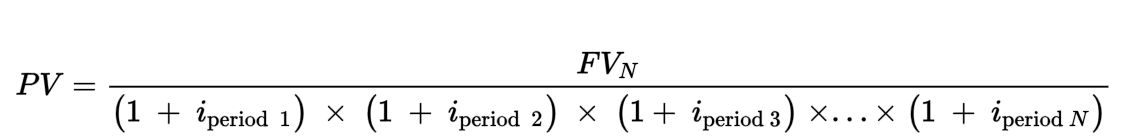 PV = FV_N / ((1 + i_period 1) × (1 + i_period 2) × (1 + i_period 3) ×...× (1 + i_period N))